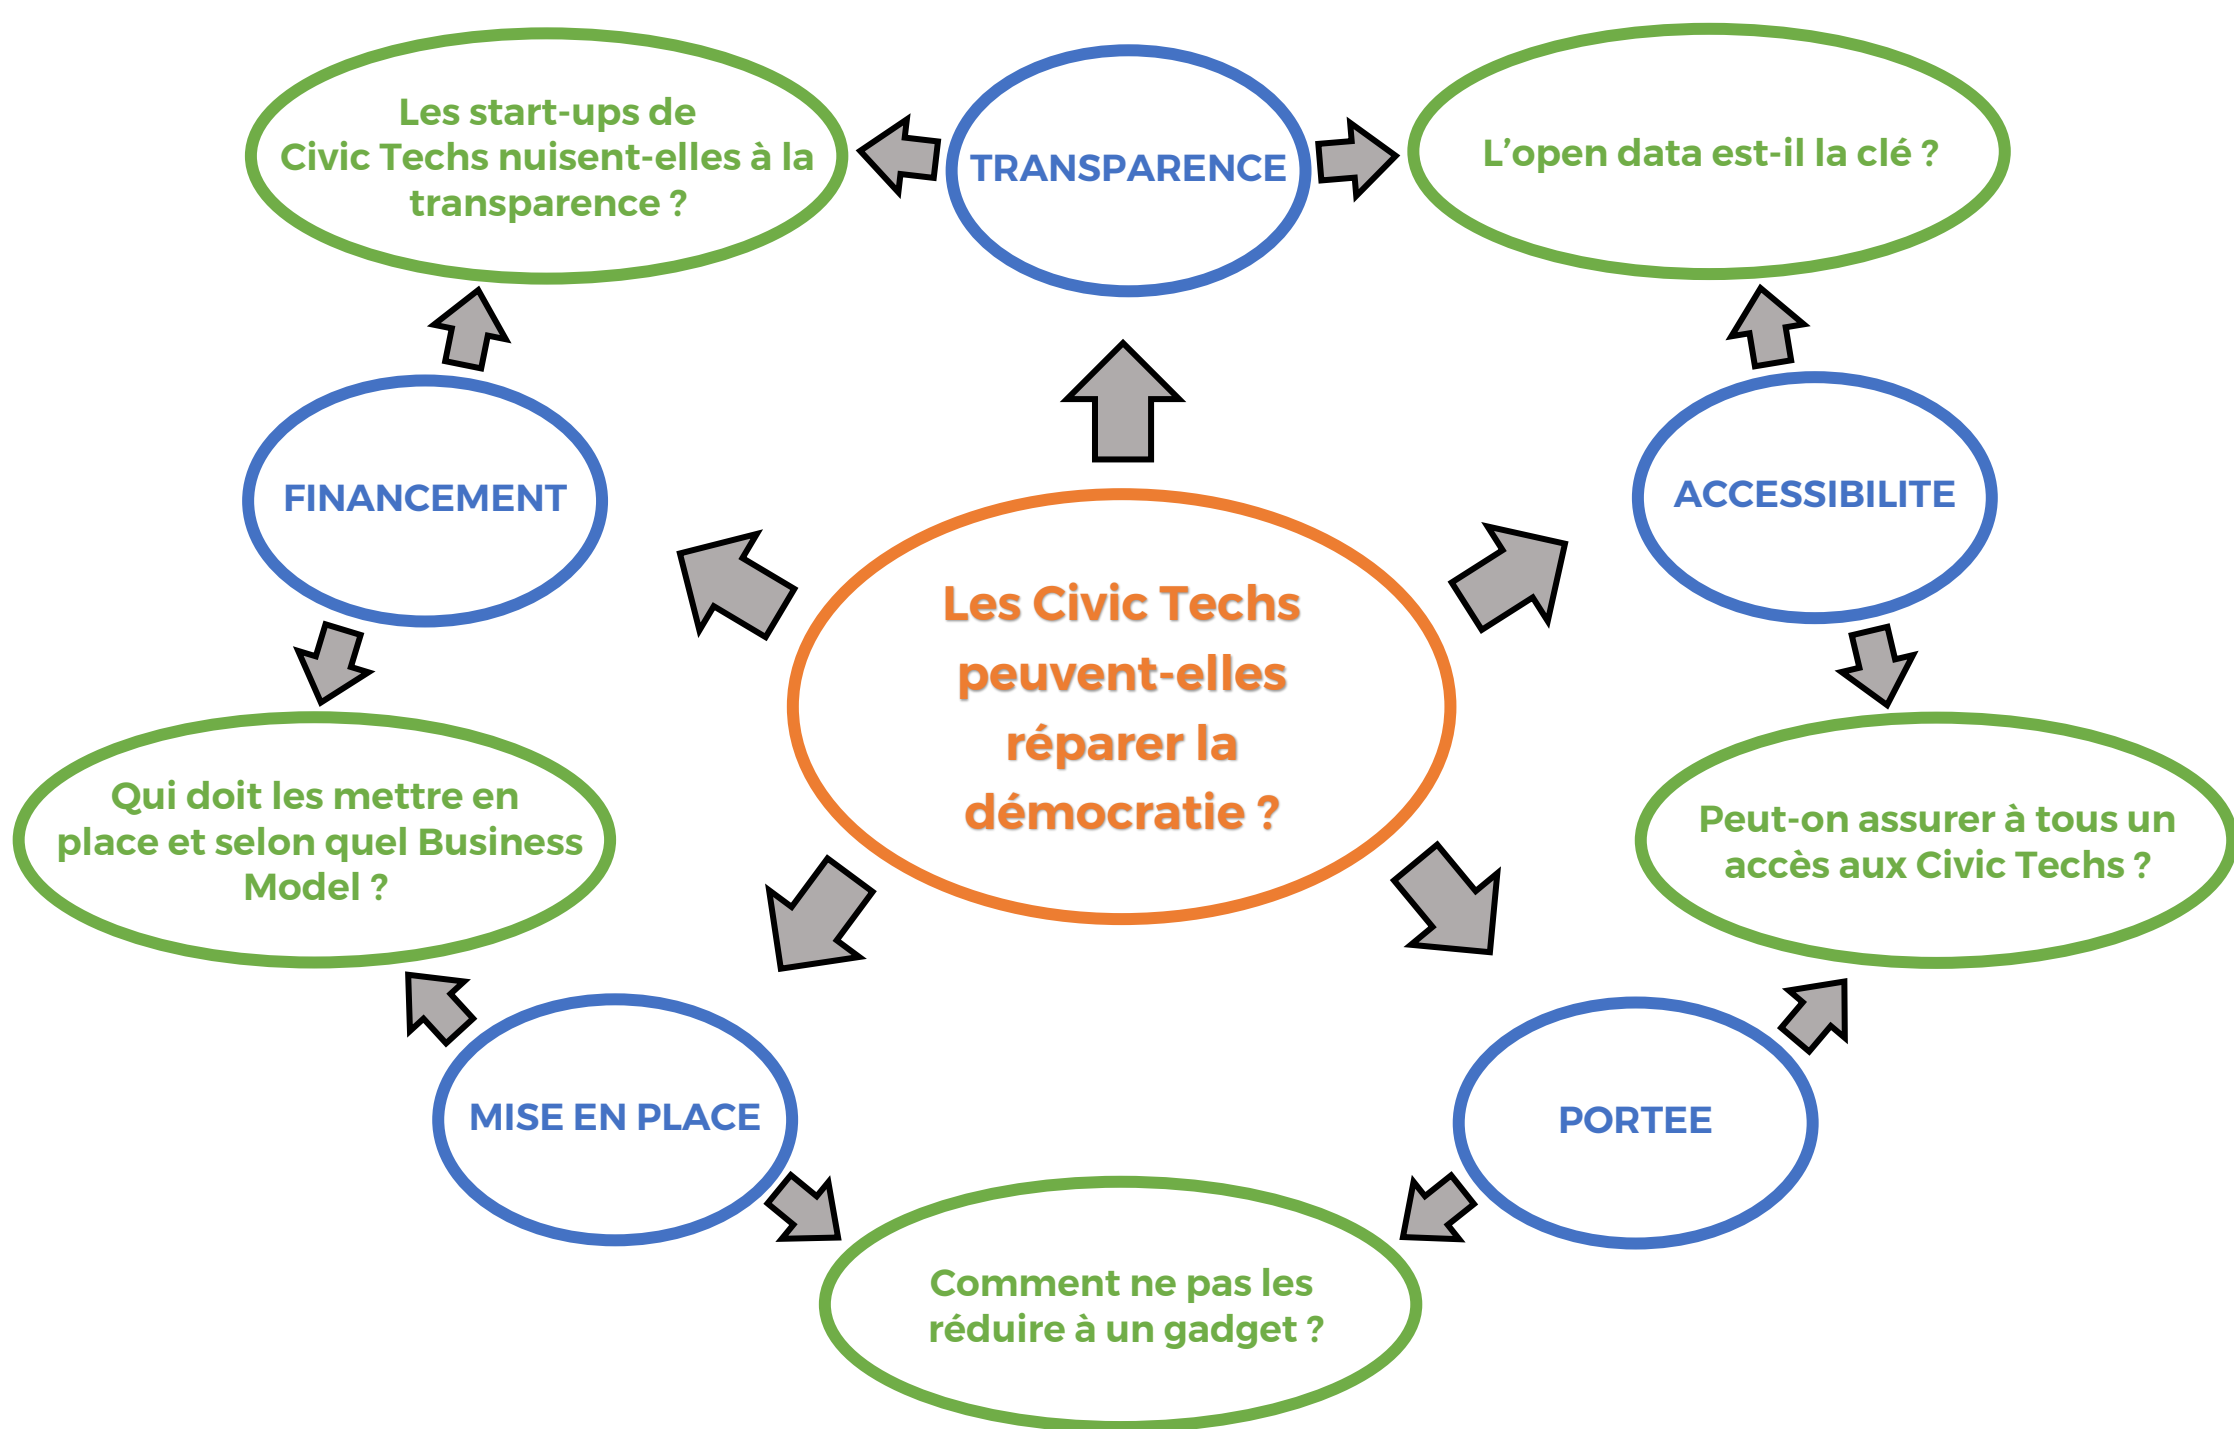 Les start-ups de
Civic Techs nuisent-elles à la
transparence ?
TRANSPARENCE
L’open data est-il la clé ?
FINANCEMENT
ACCESSIBILITE
Les Civic Techs
peuvent-elles
réparer la
démocratie ?
Qui doit les mettre en
place et selon quel Business
Model ?
Peut-on assurer à tous un
accès aux Civic Techs ?
MISE EN PLACE
PORTEE
Comment ne pas les
réduire à un gadget ?